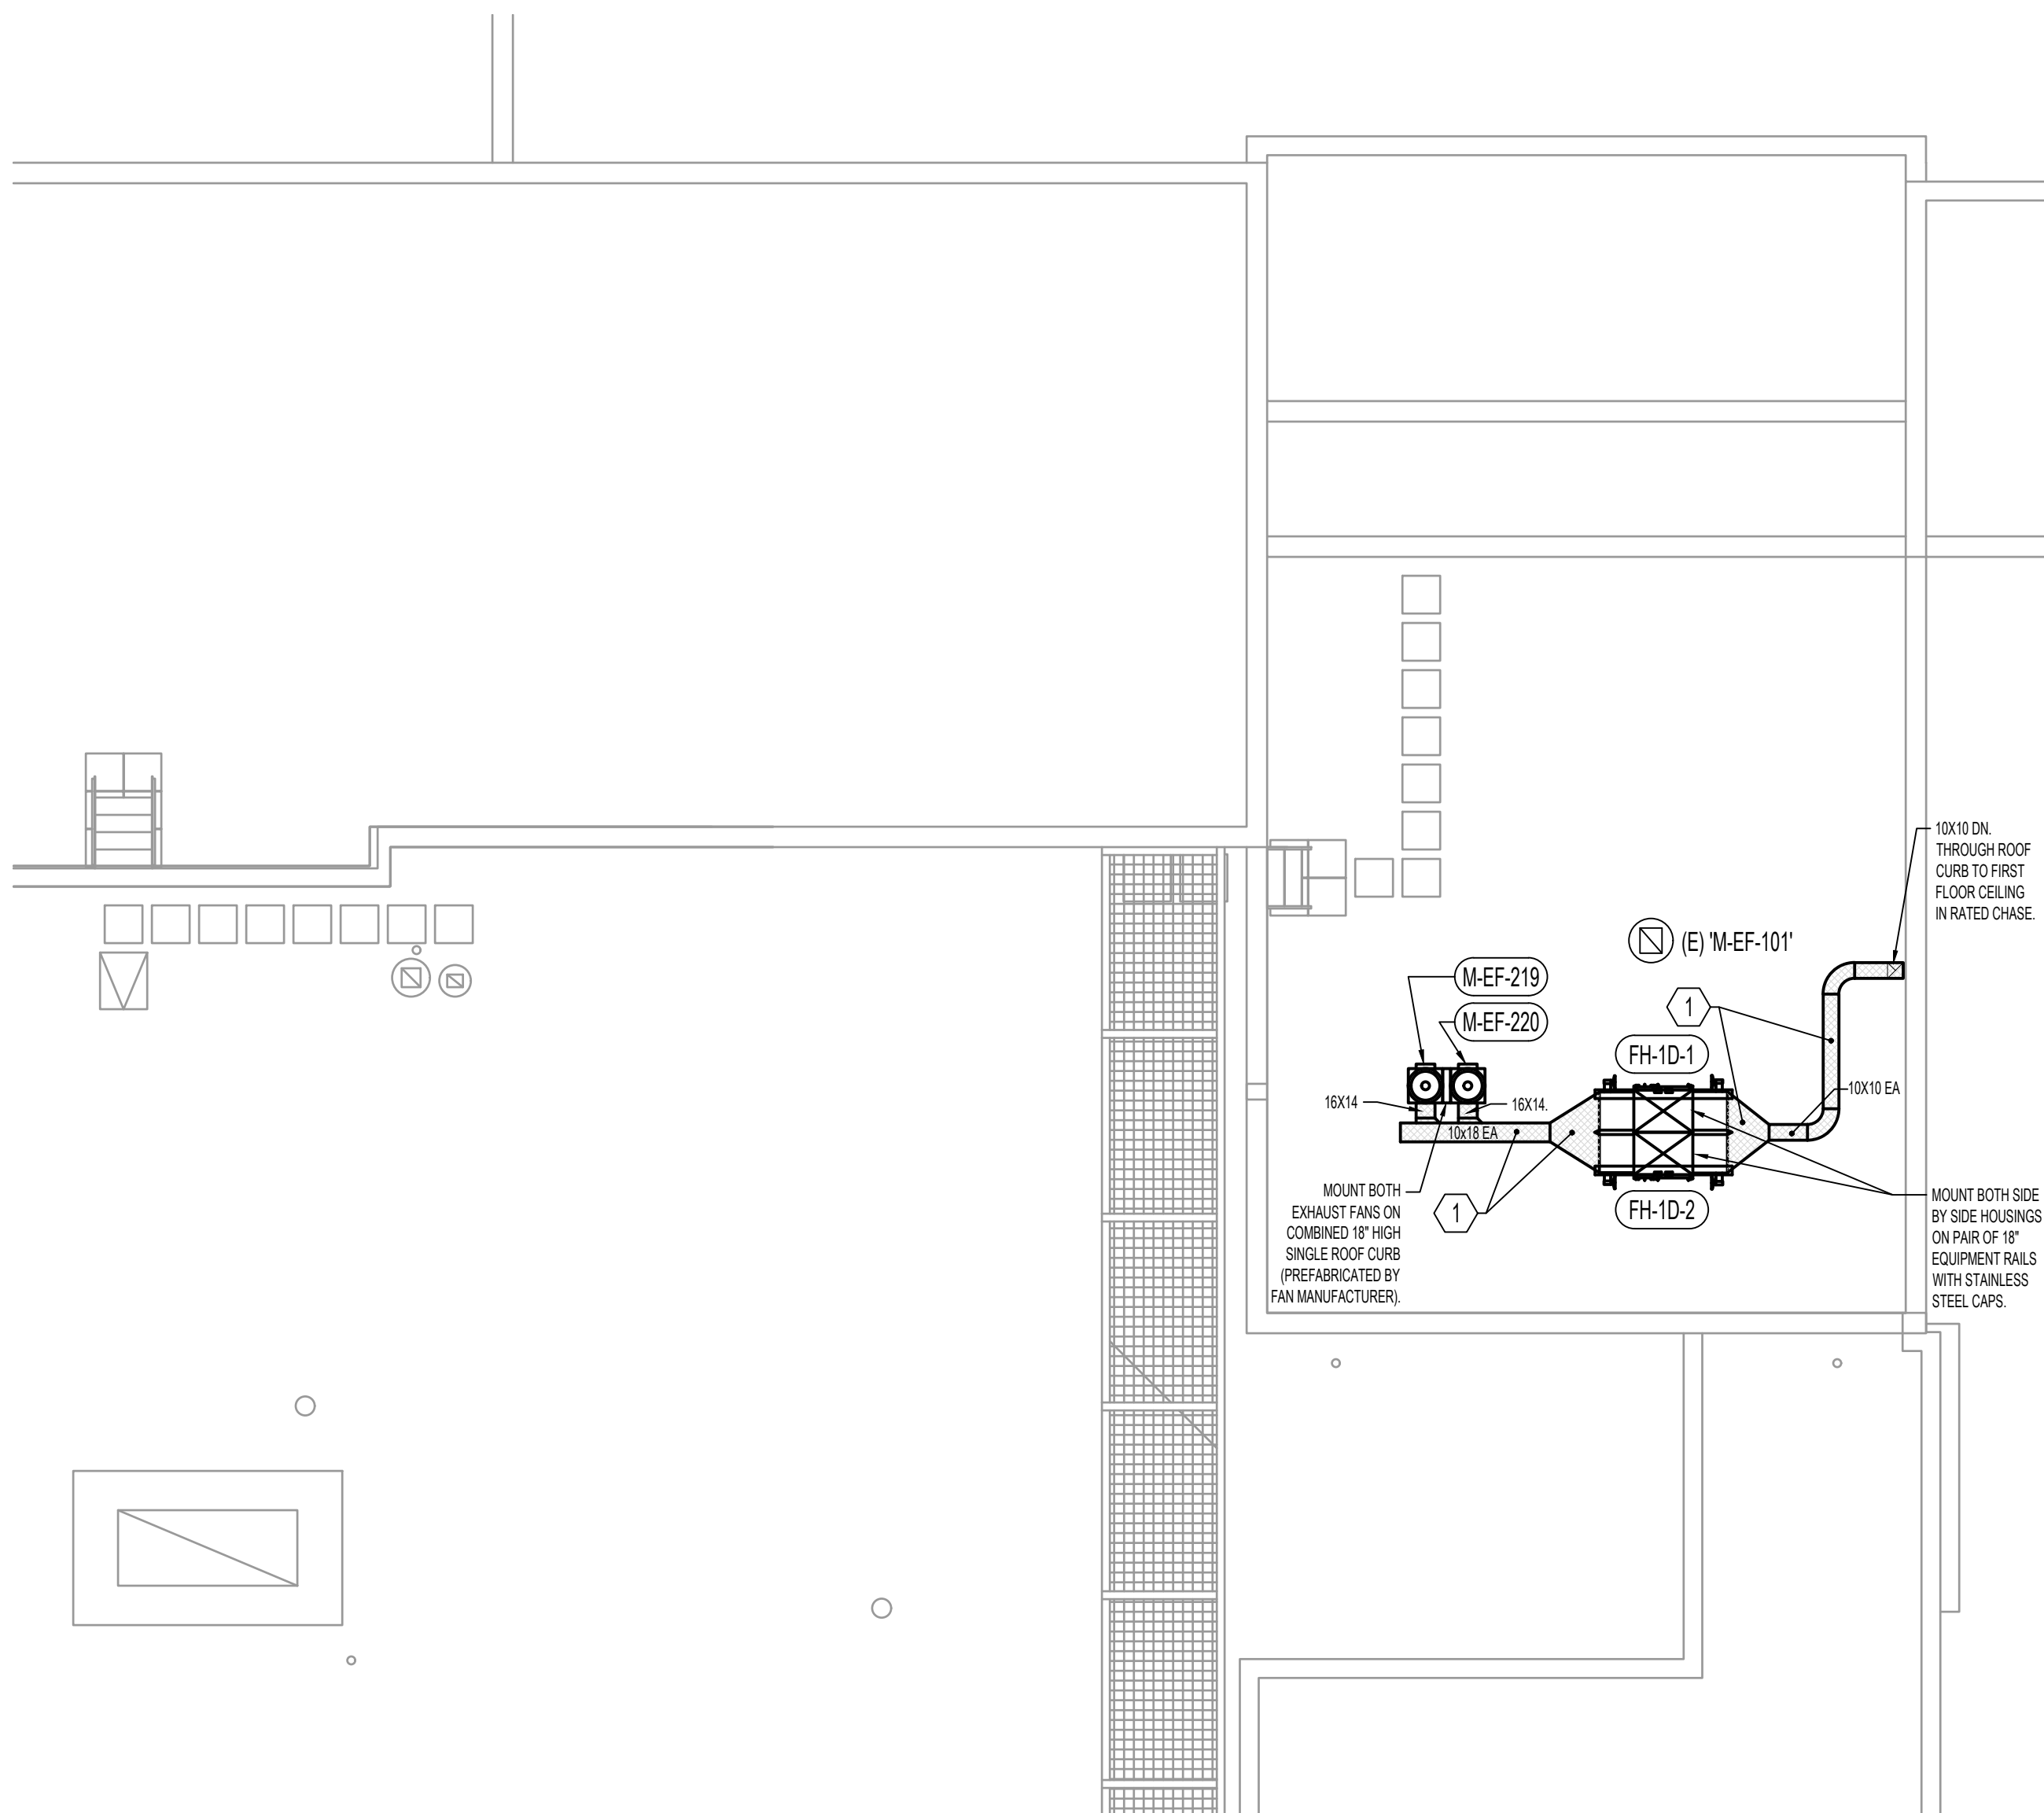 10X10 DN.
THROUGH ROOF
CURB TO FIRST
FLOOR CEILING
IN RATED CHASE.
(E) 'M-EF-101'
M-EF-219
M-EF-220
1
FH-1D-1
10X10 EA
16X14
16X14.
10x18 EA
MOUNT BOTH
EXHAUST FANS ON
COMBINED 18" HIGH
SINGLE ROOF CURB
(PREFABRICATED BY
FAN MANUFACTURER).
1
FH-1D-2
MOUNT BOTH SIDE
BY SIDE HOUSINGS
ON PAIR OF 18"
EQUIPMENT RAILS
WITH STAINLESS
STEEL CAPS.